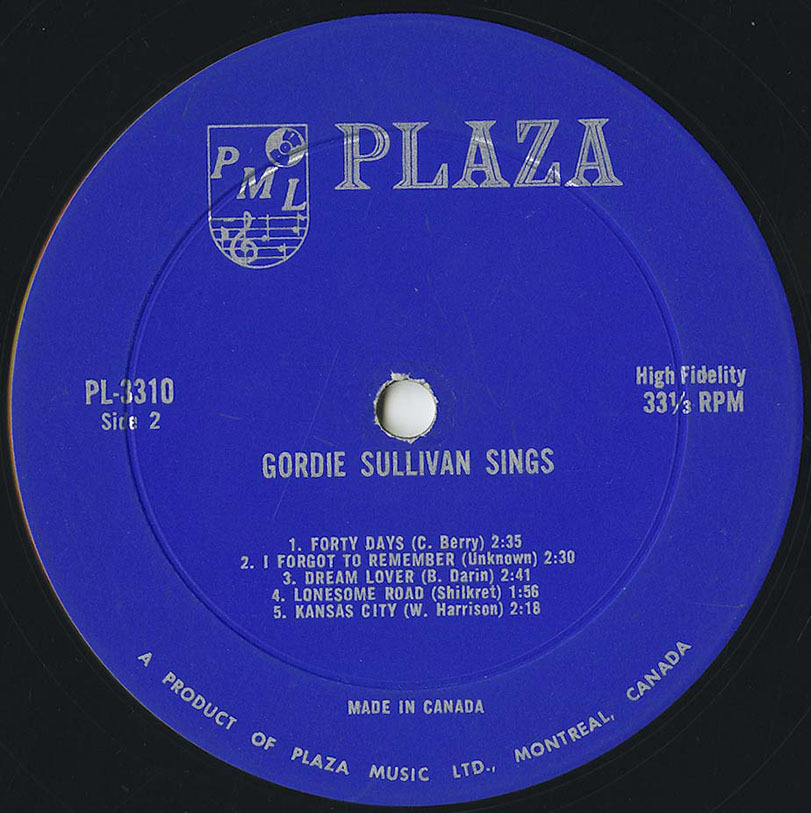 PML
PLAZA
PL-3310
Side 2
High Fidelity
33⅓ RPM
GORDIE SULLIVAN SINGS
1. FORTY DAYS (C. Berry) 2:35
2. I FORGOT TO REMEMBER (Unknown) 2:30
3. DREAM LOVER (B. Darin) 2:41
4. LONESOME ROAD (Shilkret) 1:56
5. KANSAS CITY (W. Harrison) 2:18
MADE IN CANADA
A PRODUCT OF PLAZA MUSIC LTD., MONTREAL, CANADA